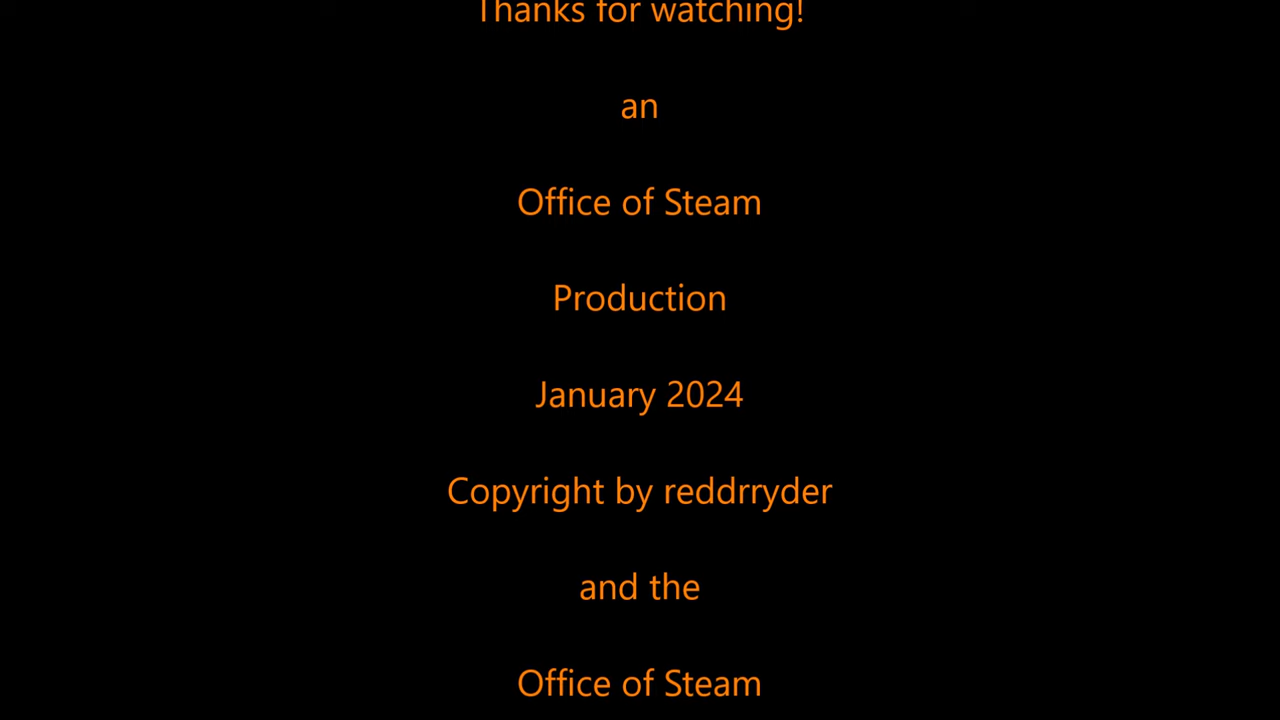 Thanks for watching!
an
Office of Steam
Production
January 2024
Copyright by reddrryder
and the
Office of Steam